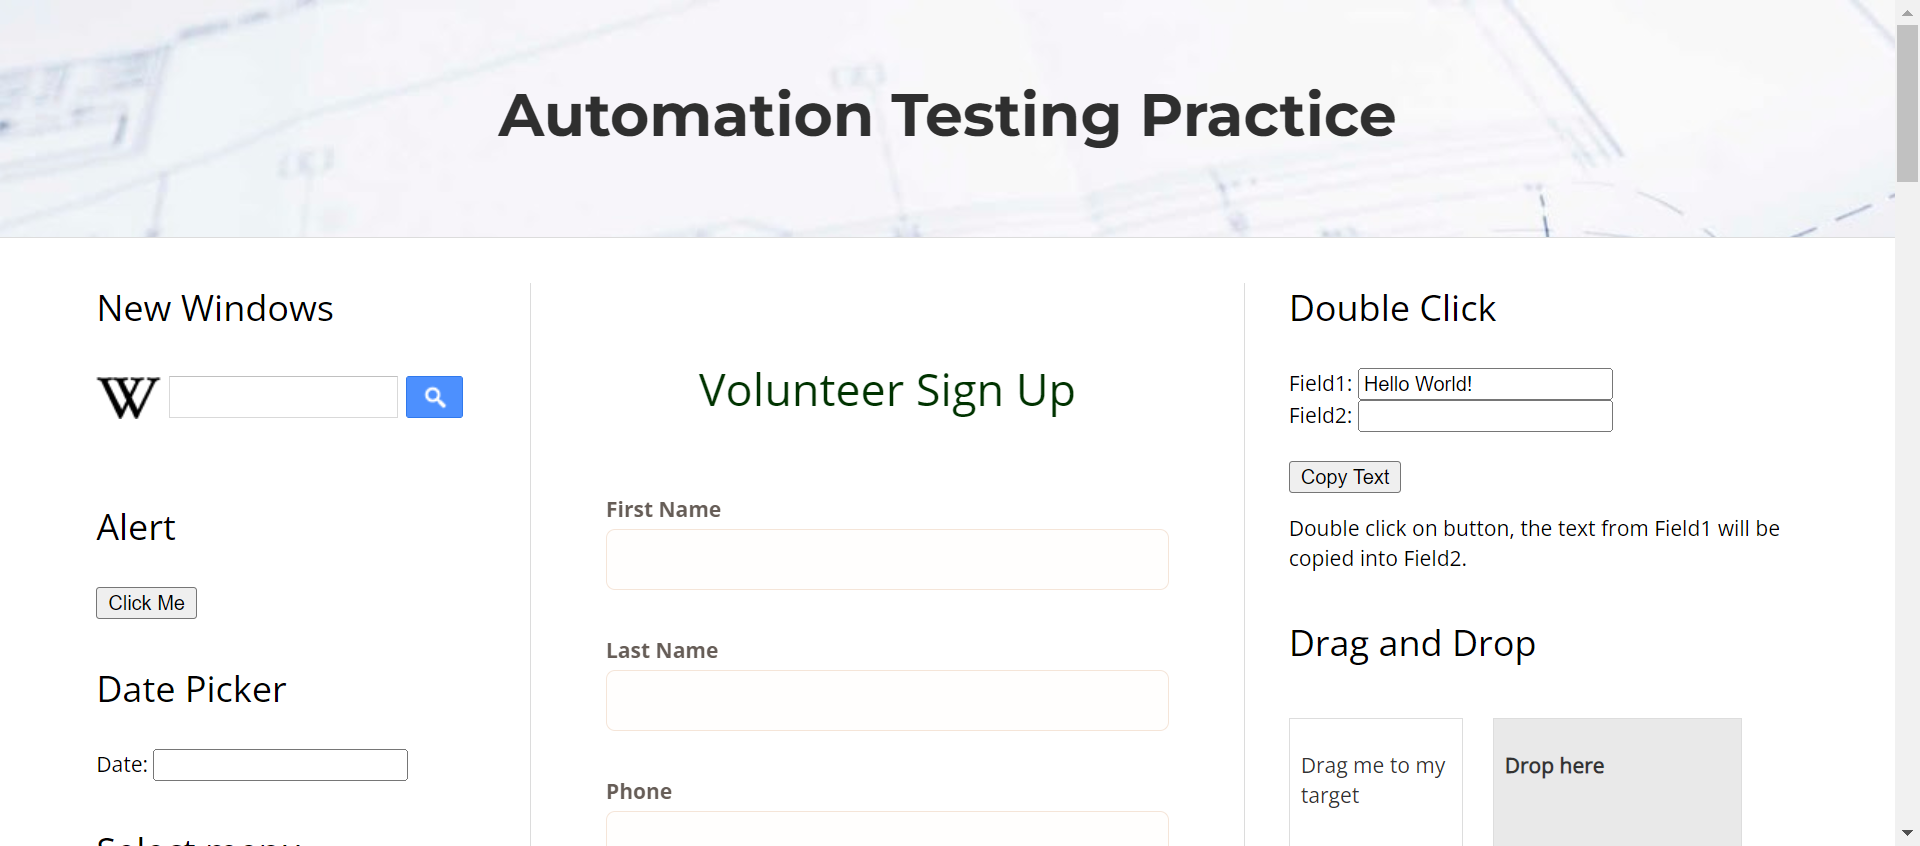 Automation Testing Practice
New Windows
W
Alert
Click Me
Date Picker
Date:
Select menu
Volunteer Sign Up
First Name
Last Name
Phone
Double Click
Field1: Hello World!
Field2:
Copy Text
Double click on button, the text from Field1 will be
copied into Field2.
Drag and Drop
Drag me to my
target
Drop here